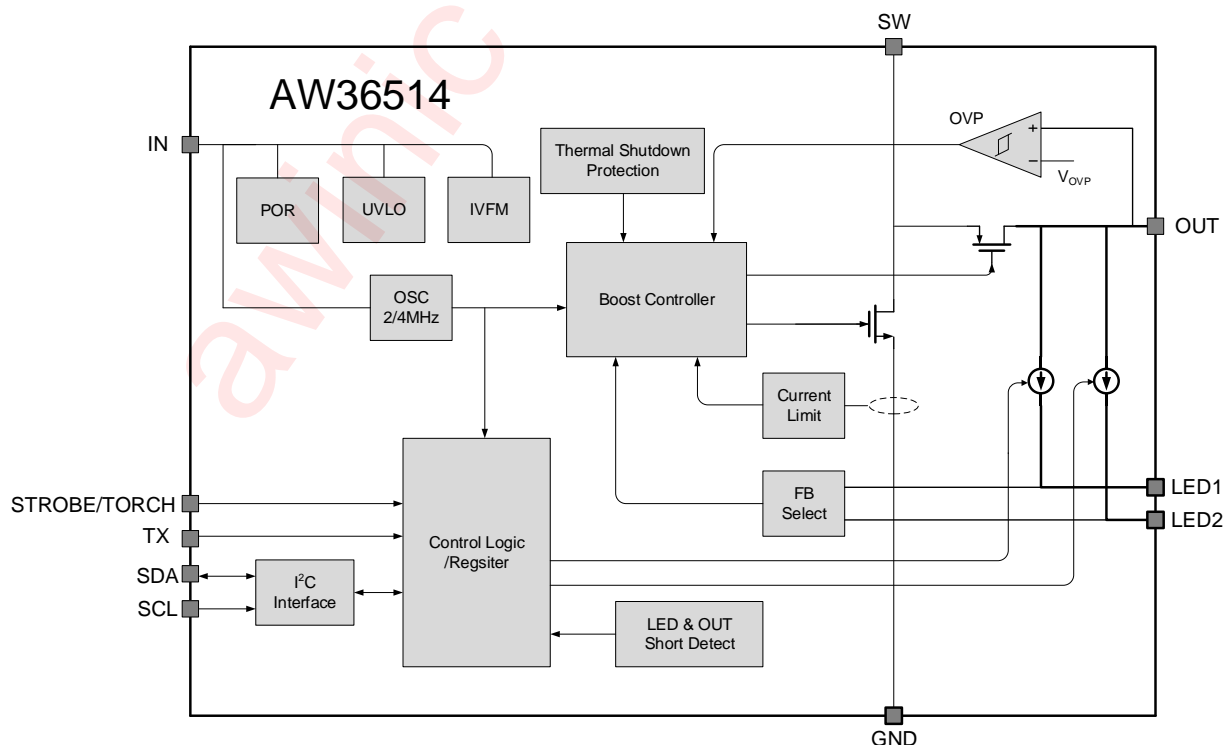 SW
AW36514
awinic
IN
OVP
+
−
V_OVP
Thermal Shutdown
Protection
POR
UVLO
IVFM
OUT
OSC
2/4MHz
Boost Controller
Current
Limit
STROBE/TORCH
TX
SDA
SCL
I²C
Interface
Control Logic
/Regsiter
FB
Select
LED1
LED2
LED & OUT
Short Detect
GND